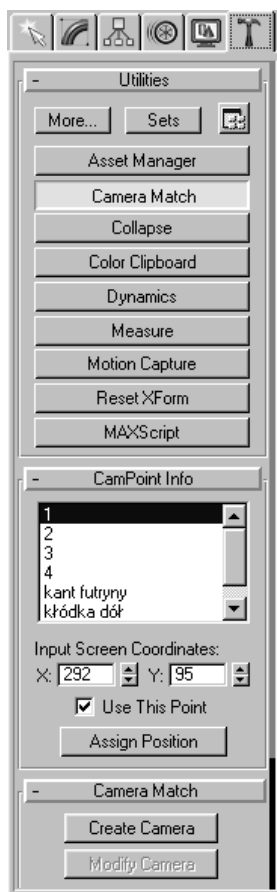 - Utilities
More... Sets
Asset Manager
Camera Match
Collapse
Color Clipboard
Dynamics
Measure
Motion Capture
Reset XForm
MAXScript
- CamPoint Info
1
2
3
4
kant futryny
kłódka dół
Input Screen Coordinates:
X: 292 Y: 95
Use This Point
Assign Position
- Camera Match
Create Camera
Modify Camera